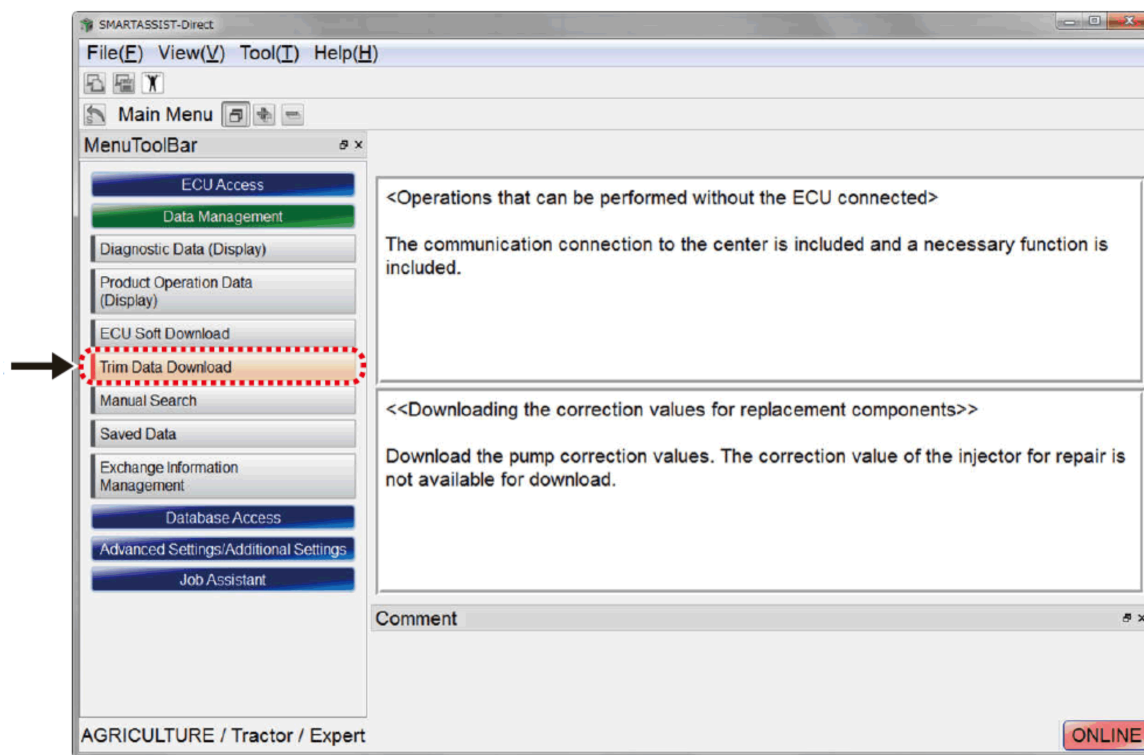 SMARTASSIST-Direct
File(F) View(V) Tool(T) Help(H)
Main Menu
MenuToolBar
ECU Access
Data Management
Diagnostic Data (Display)
Product Operation Data
(Display)
ECU Soft Download
Trim Data Download
Manual Search
Saved Data
Exchange Information
Management
Database Access
Advanced Settings/Additional Settings
Job Assistant
<Operations that can be performed without the ECU connected>
The communication connection to the center is included and a necessary function is
included.
<<Downloading the correction values for replacement components>>
Download the pump correction values. The correction value of the injector for repair is
not available for download.
Comment
AGRICULTURE / Tractor / Expert
ONLINE